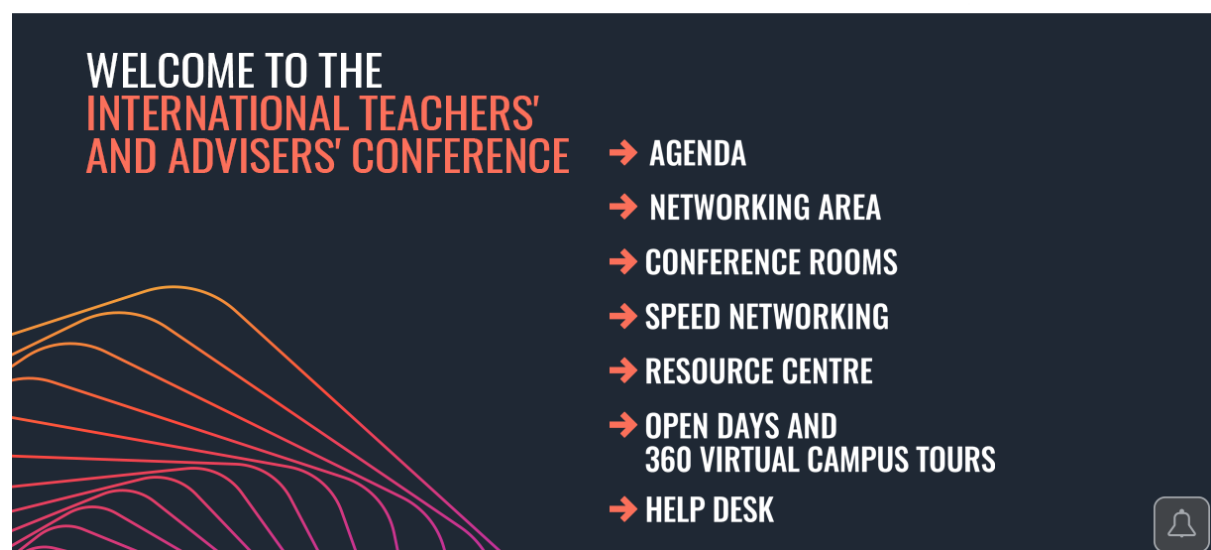 WELCOME TO THE
INTERNATIONAL TEACHERS'
AND ADVISERS' CONFERENCE
AGENDA
NETWORKING AREA
CONFERENCE ROOMS
SPEED NETWORKING
RESOURCE CENTRE
OPEN DAYS AND
360 VIRTUAL CAMPUS TOURS
HELP DESK